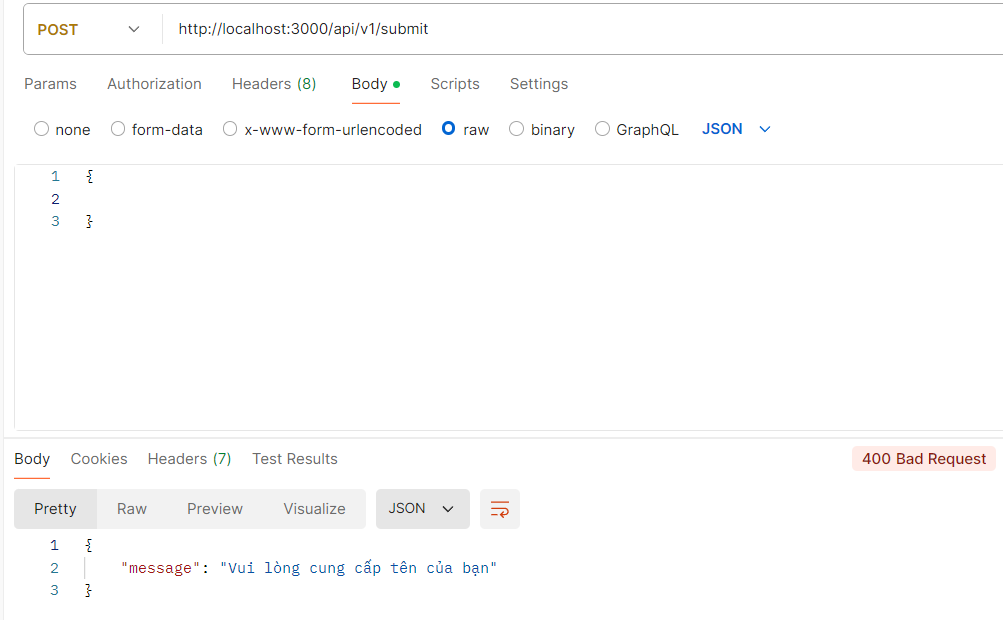 POST http://localhost:3000/api/v1/submit
Params Authorization Headers (8) Body Scripts Settings
none form-data x-www-form-urlencoded raw binary GraphQL JSON
1 {
2
3 }
Body Cookies Headers (7) Test Results 400 Bad Request
Pretty Raw Preview Visualize JSON
1 {
2 "message": "Vui lòng cung cấp tên của bạn"
3 }